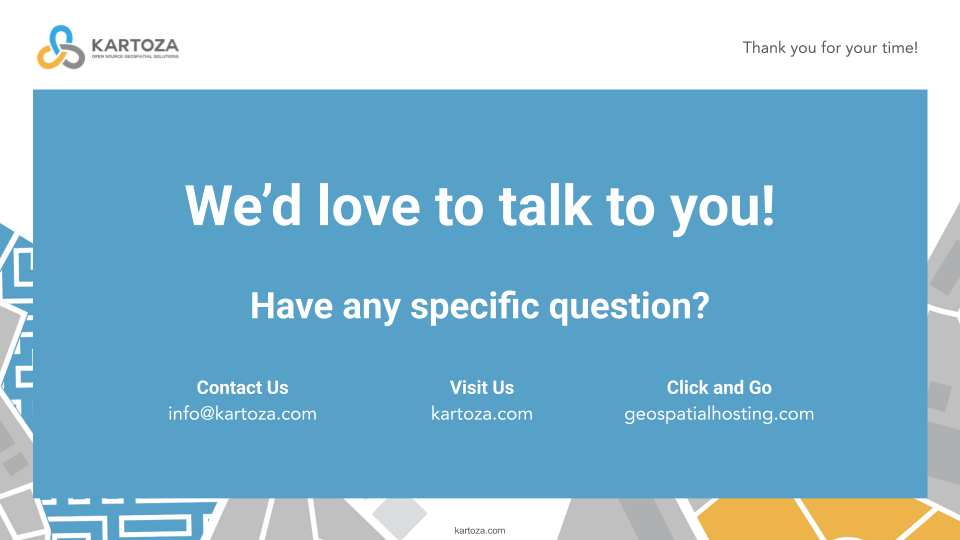 KARTOZA
OPEN SOURCE GEOSPATIAL SOLUTIONS
Thank you for your time!
We’d love to talk to you!
Have any specific question?
Contact Us
info@kartoza.com
Visit Us
kartoza.com
Click and Go
geospatialhosting.com
kartoza.com